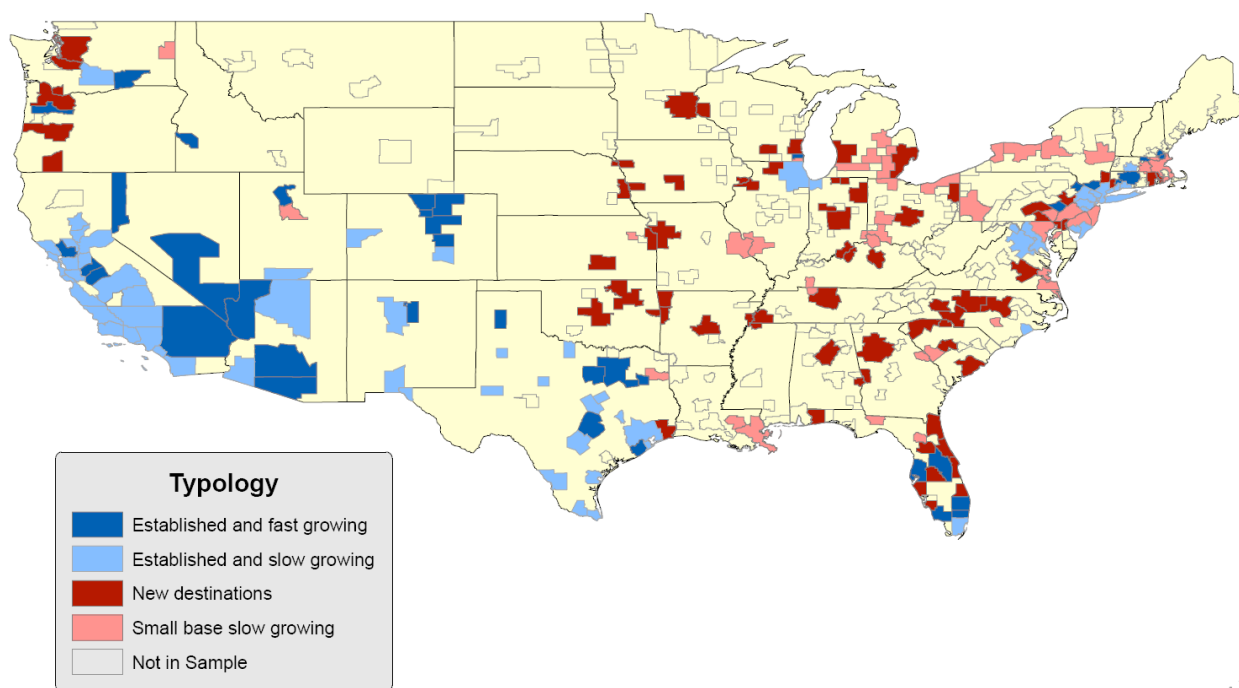 Typology
Established and fast growing
Established and slow growing
New destinations
Small base slow growing
Not in Sample